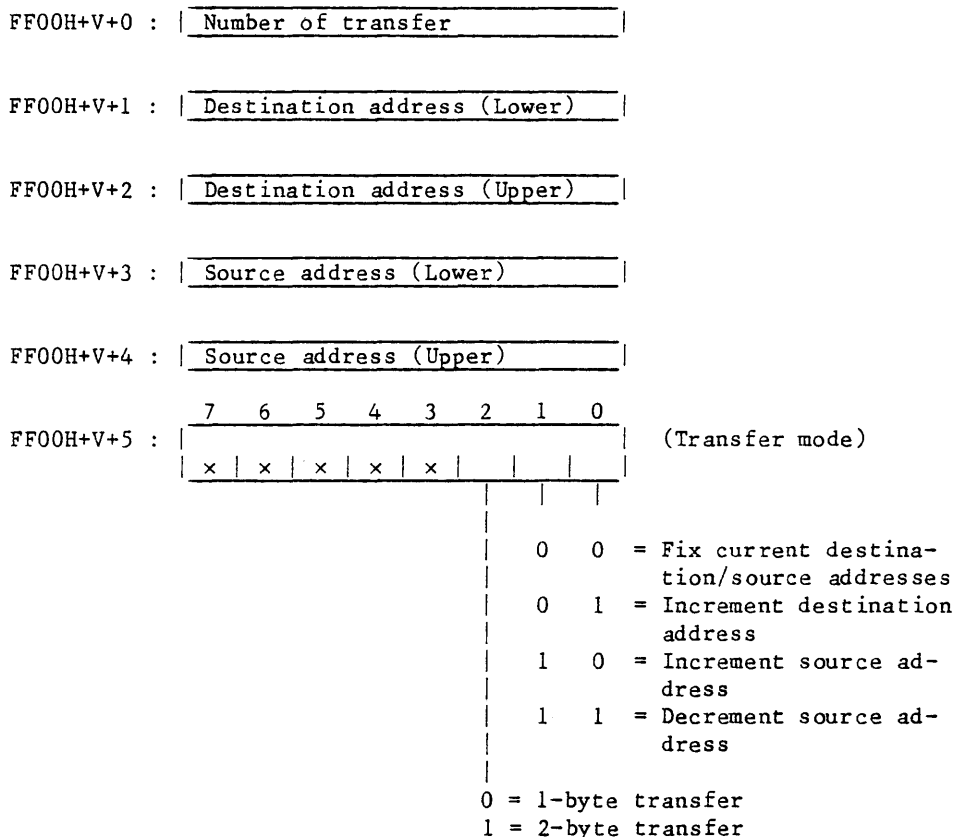 FF00H+V+0 : | Number of transfer |
FF00H+V+1 : | Destination address (Lower) |
FF00H+V+2 : | Destination address (Upper) |
FF00H+V+3 : | Source address (Lower) |
FF00H+V+4 : | Source address (Upper) |
7 6 5 4 3 2 1 0
FF00H+V+5 : | | (Transfer mode)
| × | × | × | × | × | | | |
0 0 = Fix current destina-
tion/source addresses
0 1 = Increment destination
address
1 0 = Increment source ad-
dress
1 1 = Decrement source ad-
dress
0 = 1-byte transfer
1 = 2-byte transfer